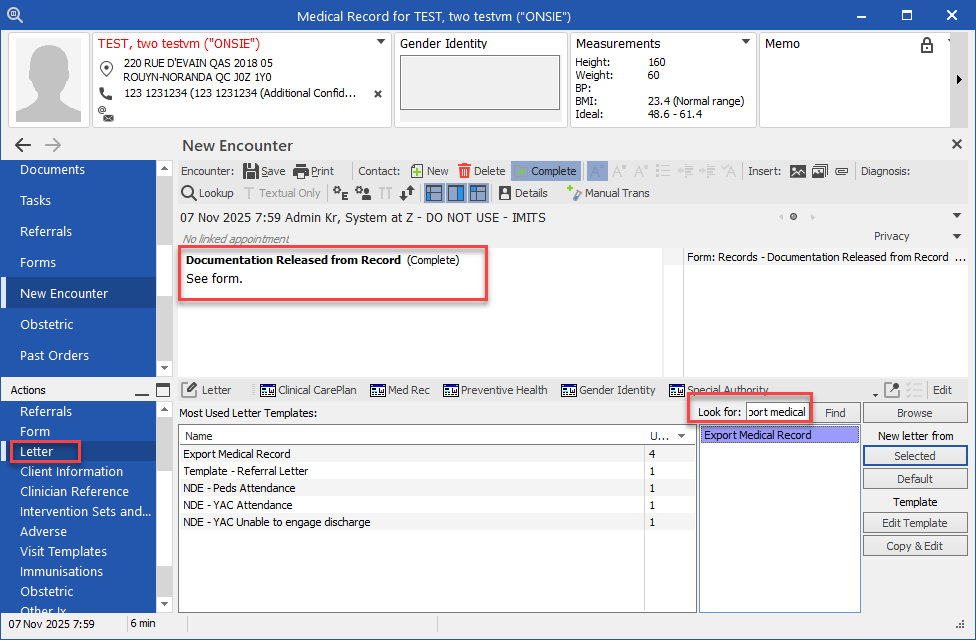 Medical Record for TEST, two testvm ("ONSIE")
TEST, two testvm ("ONSIE")
220 RUE D'EVAIN QAS 2018 05
ROUYN-NORANDA QC J0Z 1Y0
123 1231234 (123 1231234 (Additional Confid...
Gender Identity
Measurements
Height: 160
Weight: 60
BP:
BMI: 23.4 (Normal range)
Ideal: 48.6 - 61.4
Memo
Documents
Tasks
Referrals
Forms
New Encounter
Obstetric
Past Orders
New Encounter
Encounter: Save Print Contact: New Delete Complete Insert: Diagnosis:
Lookup Textual Only Details Manual Trans
07 Nov 2025 7:59 Admin Kr, System at Z - DO NOT USE - IMITS
No linked appointment
Privacy
Documentation Released from Record (Complete)
See form.
Form: Records - Documentation Released from Record ...
Actions
Referrals
Form
Letter
Client Information
Clinician Reference
Intervention Sets and...
Adverse
Visit Templates
Immunisations
Obstetric
Other Ix
Letter Clinical CarePlan Med Rec Preventive Health Gender Identity Special Authority Edit
Most Used Letter Templates:
Look for: port medical Find
Name U...
Export Medical Record 4
Template - Referral Letter 1
NDE - Peds Attendance 1
NDE - YAC Attendance 1
NDE - YAC Unable to engage discharge 1
Export Medical Record
Browse
New letter from
Selected
Default
Template
Edit Template
Copy & Edit
07 Nov 2025 7:59 6 min